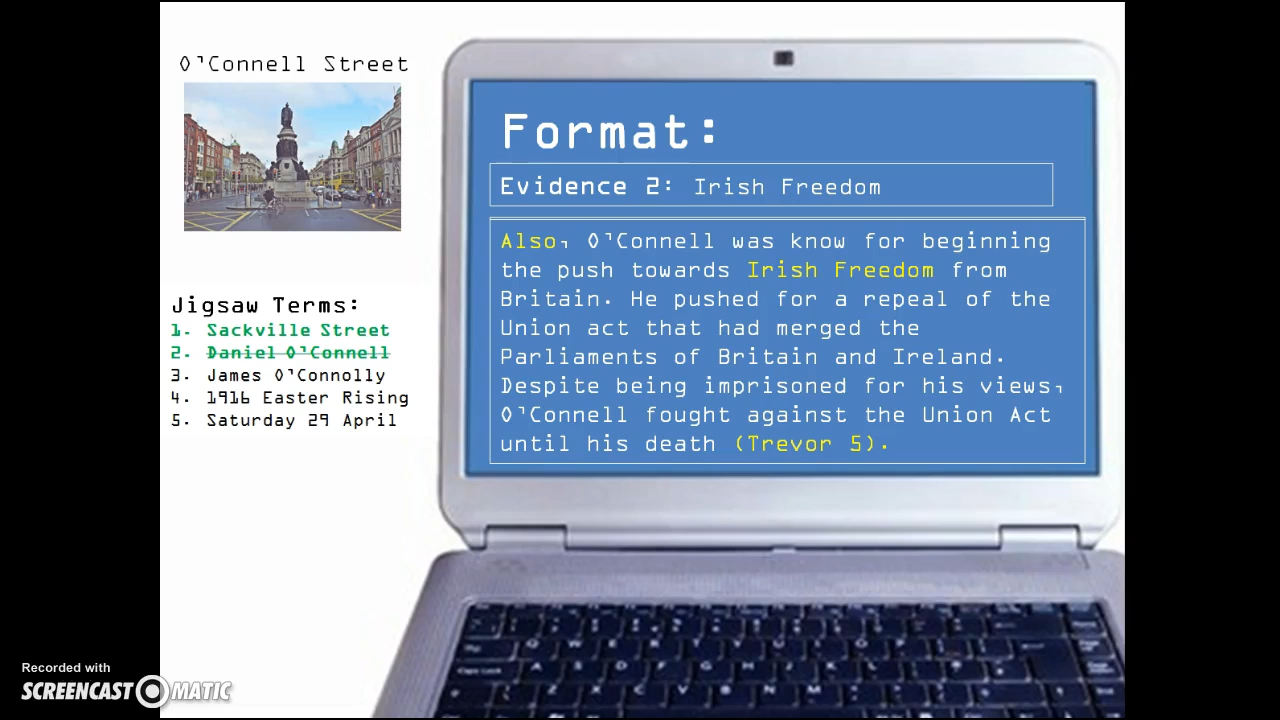 O'Connell Street
Jigsaw Terms:
1. Sackville Street
2. Daniel O'Connell
3. James O'Connolly
4. 1916 Easter Rising
5. Saturday 29 April
Format:
Evidence 2: Irish Freedom
Also, O'Connell was know for beginning
the push towards Irish Freedom from
Britain. He pushed for a repeal of the
Union act that had merged the
Parliaments of Britain and Ireland.
Despite being imprisoned for his views,
O'Connell fought against the Union Act
until his death (Trevor 5).
Recorded with
SCREENCAST-O-MATIC